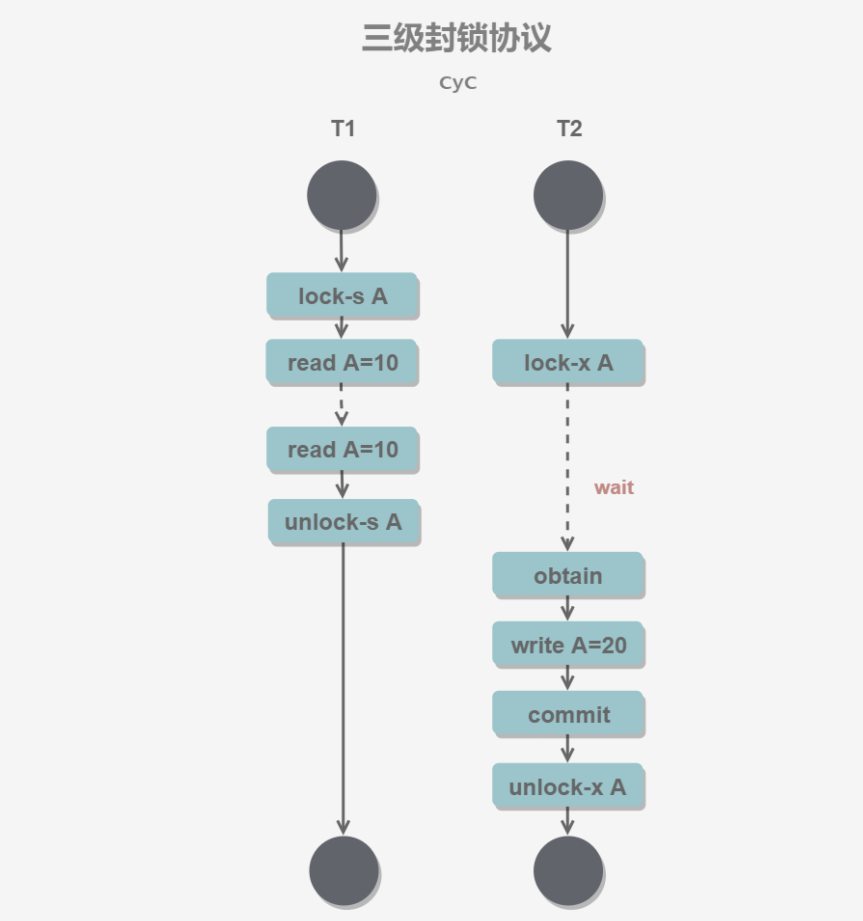 三级封锁协议
CyC
T1
T2
lock-s A
read A=10
lock-x A
read A=10
wait
unlock-s A
obtain
write A=20
commit
unlock-x A